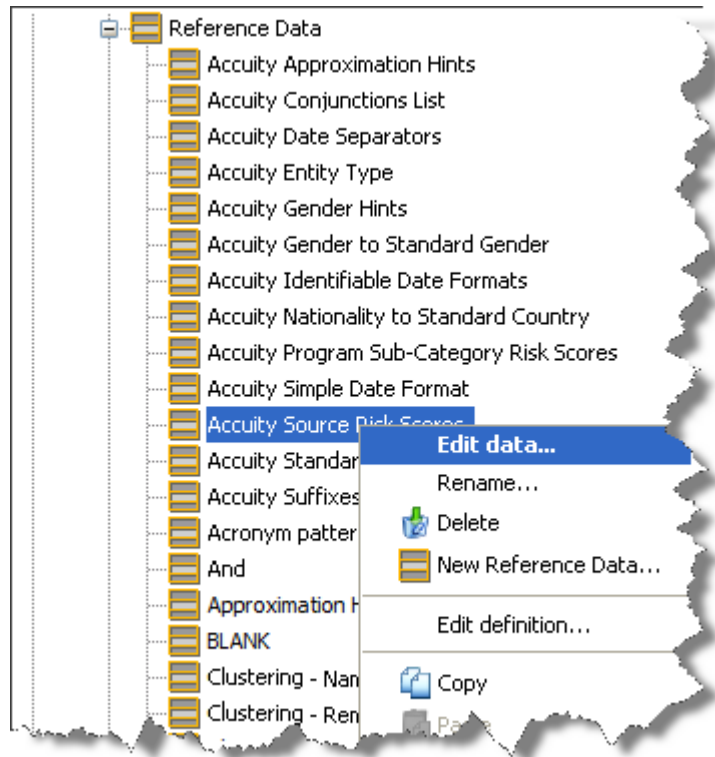 Reference Data
Accuity Approximation Hints
Accuity Conjunctions List
Accuity Date Separators
Accuity Entity Type
Accuity Gender Hints
Accuity Gender to Standard Gender
Accuity Identifiable Date Formats
Accuity Nationality to Standard Country
Accuity Program Sub-Category Risk Scores
Accuity Simple Date Format
Accuity Source Risk Scores
Accuity Standar
Accuity Suffixes
Acronym patter
And
Approximation H
BLANK
Clustering - Nam
Clustering - Ren
Edit data...
Rename...
Delete
New Reference Data...
Edit definition...
Copy
Paste